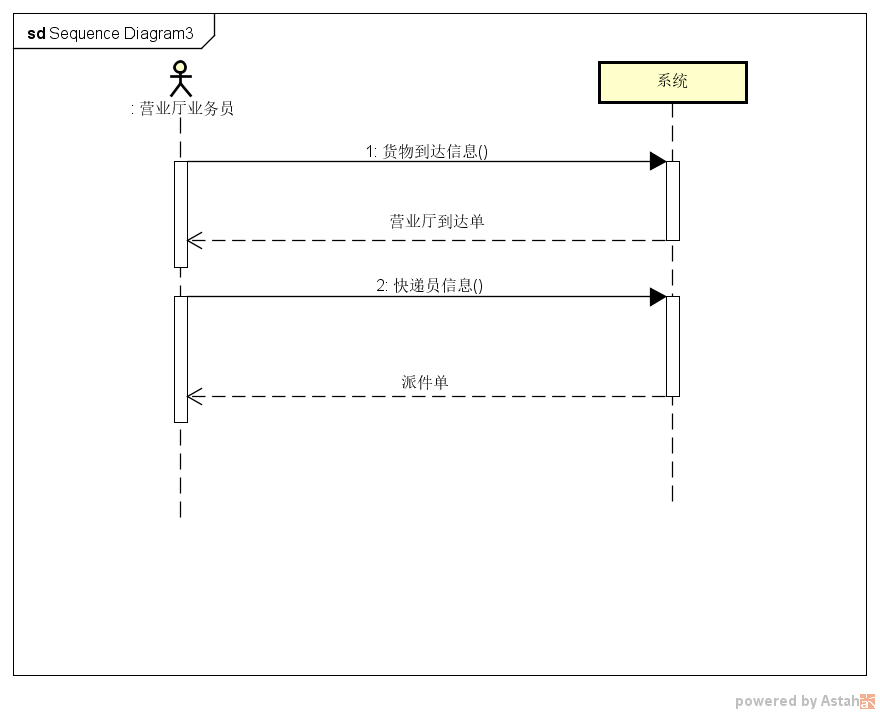 sd Sequence Diagram3
: 营业厅业务员
系统
1: 货物到达信息()
营业厅到达单
2: 快递员信息()
派件单
powered by Astah